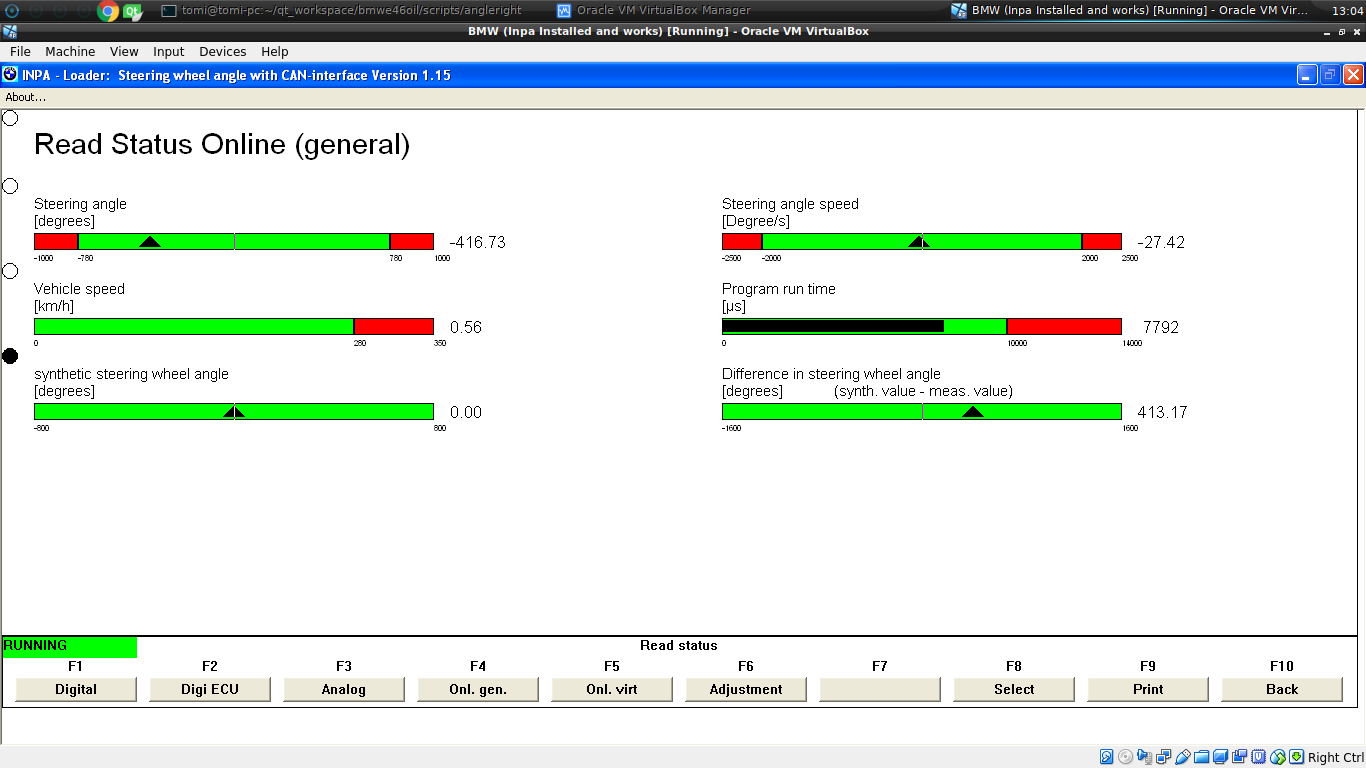 tomi@tomi-pc:~/qt_workspace/bmwe46oil/scripts/angleright
Oracle VM VirtualBox Manager
BMW (Inpa Installed and works) [Running] - Oracle VM Vir...
13:04
BMW (Inpa Installed and works) [Running] - Oracle VM VirtualBox
File Machine View Input Devices Help
INPA - Loader: Steering wheel angle with CAN-interface Version 1.15
About...
Read Status Online (general)
Steering angle
[degrees]
-416.73
-1000 -780 780 1000
Steering angle speed
[Degree/s]
-27.42
-2500 -2000 2000 2500
Vehicle speed
[km/h]
0.56
0 280 350
Program run time
[µs]
7792
0 10000 14000
synthetic steering wheel angle
[degrees]
0.00
-800 800
Difference in steering wheel angle
[degrees] (synth. value - meas. value)
413.17
-1600 1600
RUNNING
Read status
F1 F2 F3 F4 F5 F6 F7 F8 F9 F10
Digital Digi ECU Analog Onl. gen. Onl. virt Adjustment Select Print Back
Right Ctrl